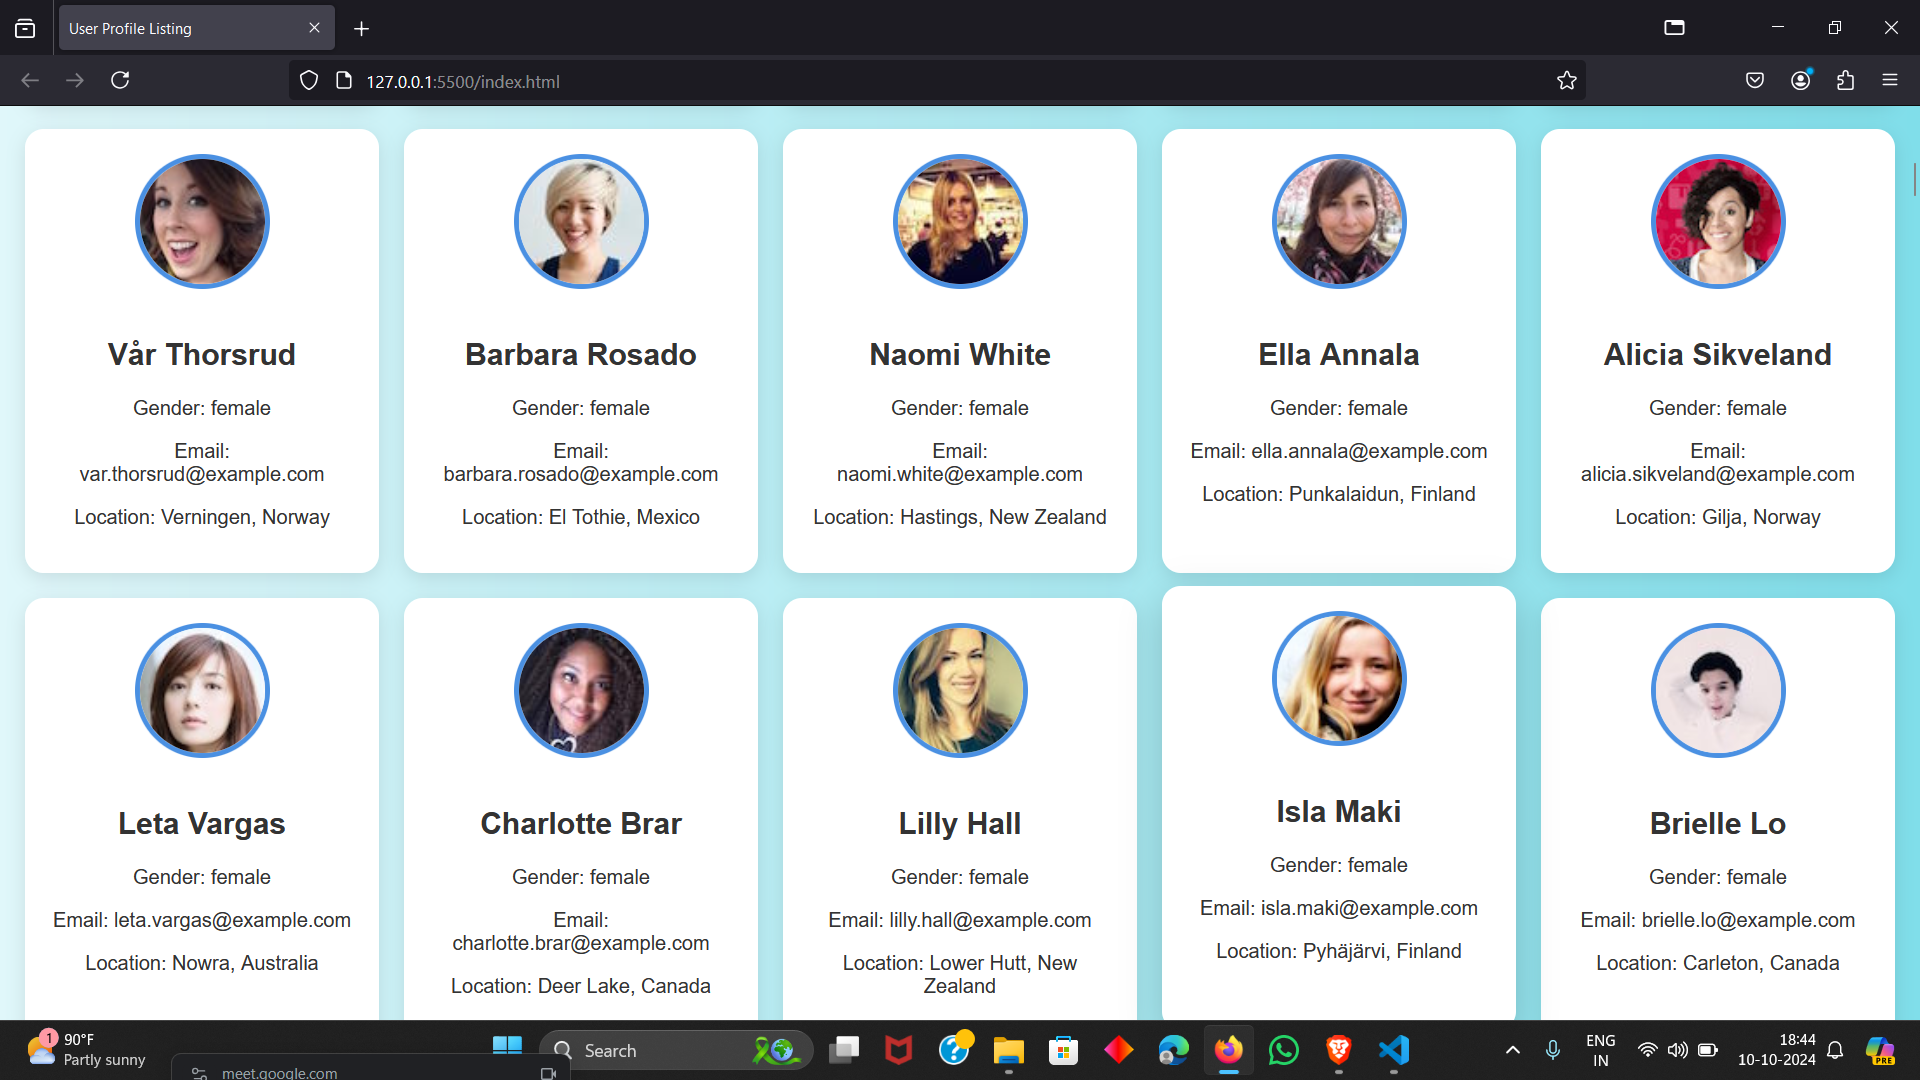 User Profile Listing
127.0.0.1:5500/index.html
Vår Thorsrud
Gender: female
Email:
var.thorsrud@example.com
Location: Verningen, Norway
Barbara Rosado
Gender: female
Email:
barbara.rosado@example.com
Location: El Tothie, Mexico
Naomi White
Gender: female
Email:
naomi.white@example.com
Location: Hastings, New Zealand
Ella Annala
Gender: female
Email: ella.annala@example.com
Location: Punkalaidun, Finland
Alicia Sikveland
Gender: female
Email:
alicia.sikveland@example.com
Location: Gilja, Norway
Leta Vargas
Gender: female
Email: leta.vargas@example.com
Location: Nowra, Australia
Charlotte Brar
Gender: female
Email:
charlotte.brar@example.com
Location: Deer Lake, Canada
Lilly Hall
Gender: female
Email: lilly.hall@example.com
Location: Lower Hutt, New
Zealand
Isla Maki
Gender: female
Email: isla.maki@example.com
Location: Pyhäjärvi, Finland
Brielle Lo
Gender: female
Email: brielle.lo@example.com
Location: Carleton, Canada
1
90°F
Partly sunny
meet.google.com
Search
ENG
IN
18:44
10-10-2024
PRE